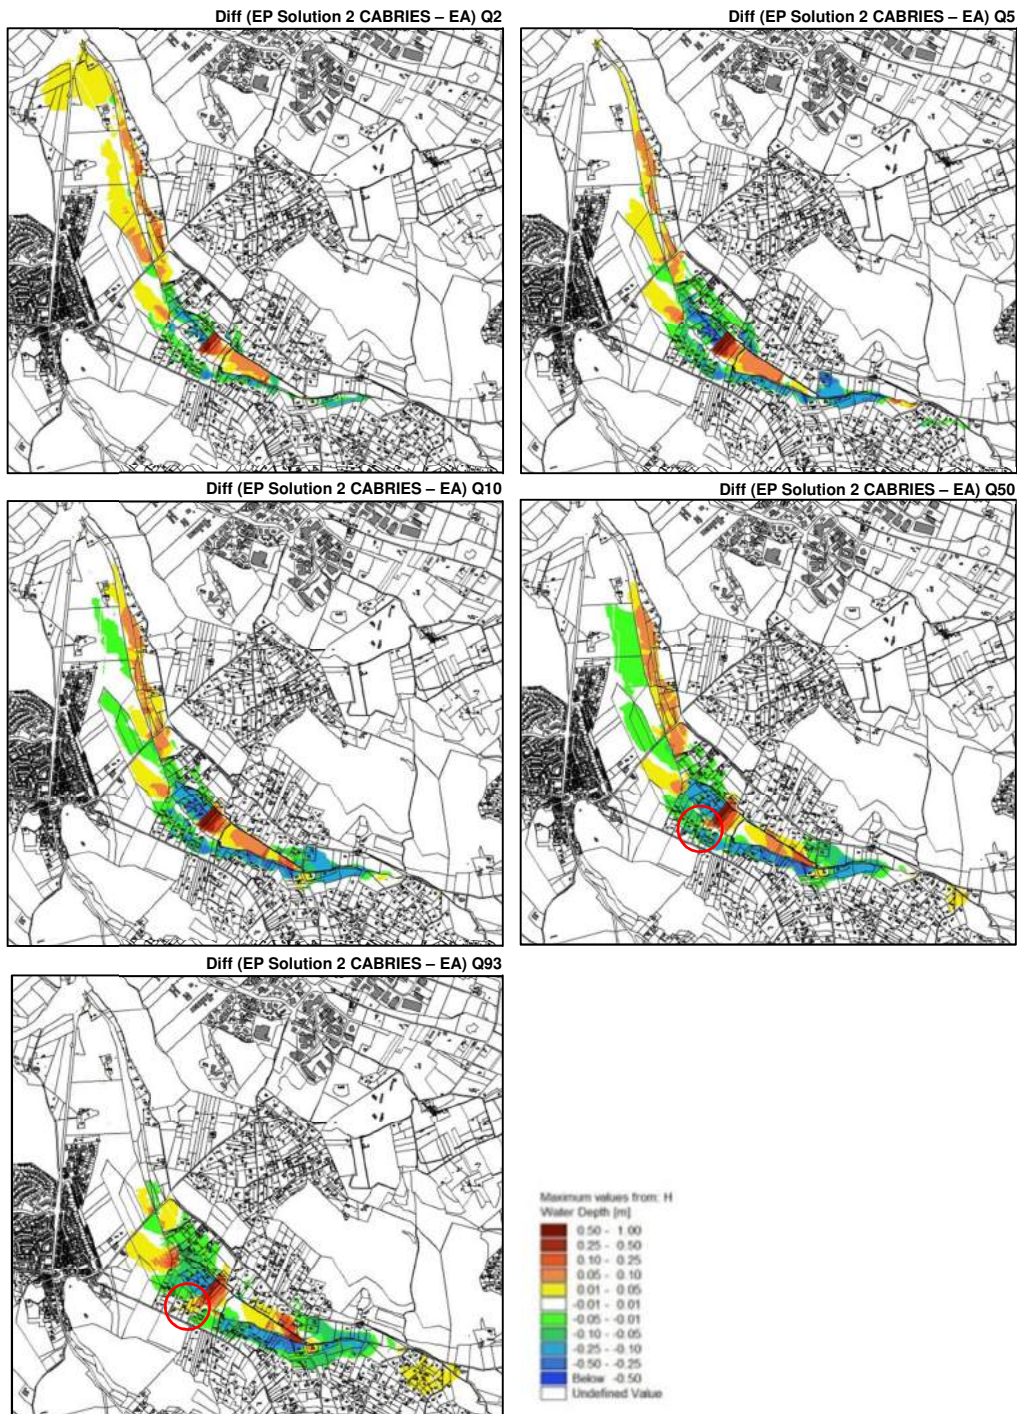 Diff (EP Solution 2 CABRIES – EA) Q2
Diff (EP Solution 2 CABRIES – EA) Q5
Diff (EP Solution 2 CABRIES – EA) Q10
Diff (EP Solution 2 CABRIES – EA) Q50
Diff (EP Solution 2 CABRIES – EA) Q93
Maximum values from: H
Water Depth [m]
0.50 - 1.00
0.25 - 0.50
0.10 - 0.25
0.05 - 0.10
0.01 - 0.05
-0.01 - 0.01
-0.05 - -0.01
-0.10 - -0.05
-0.25 - -0.10
-0.50 - -0.25
Below -0.50
Undefined Value